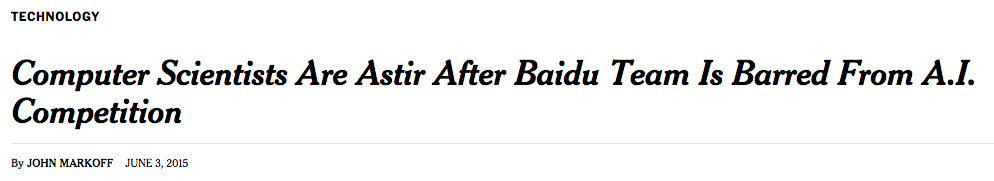 TECHNOLOGY
Computer Scientists Are Astir After Baidu Team Is Barred From A.I.
Competition
By JOHN MARKOFF JUNE 3, 2015